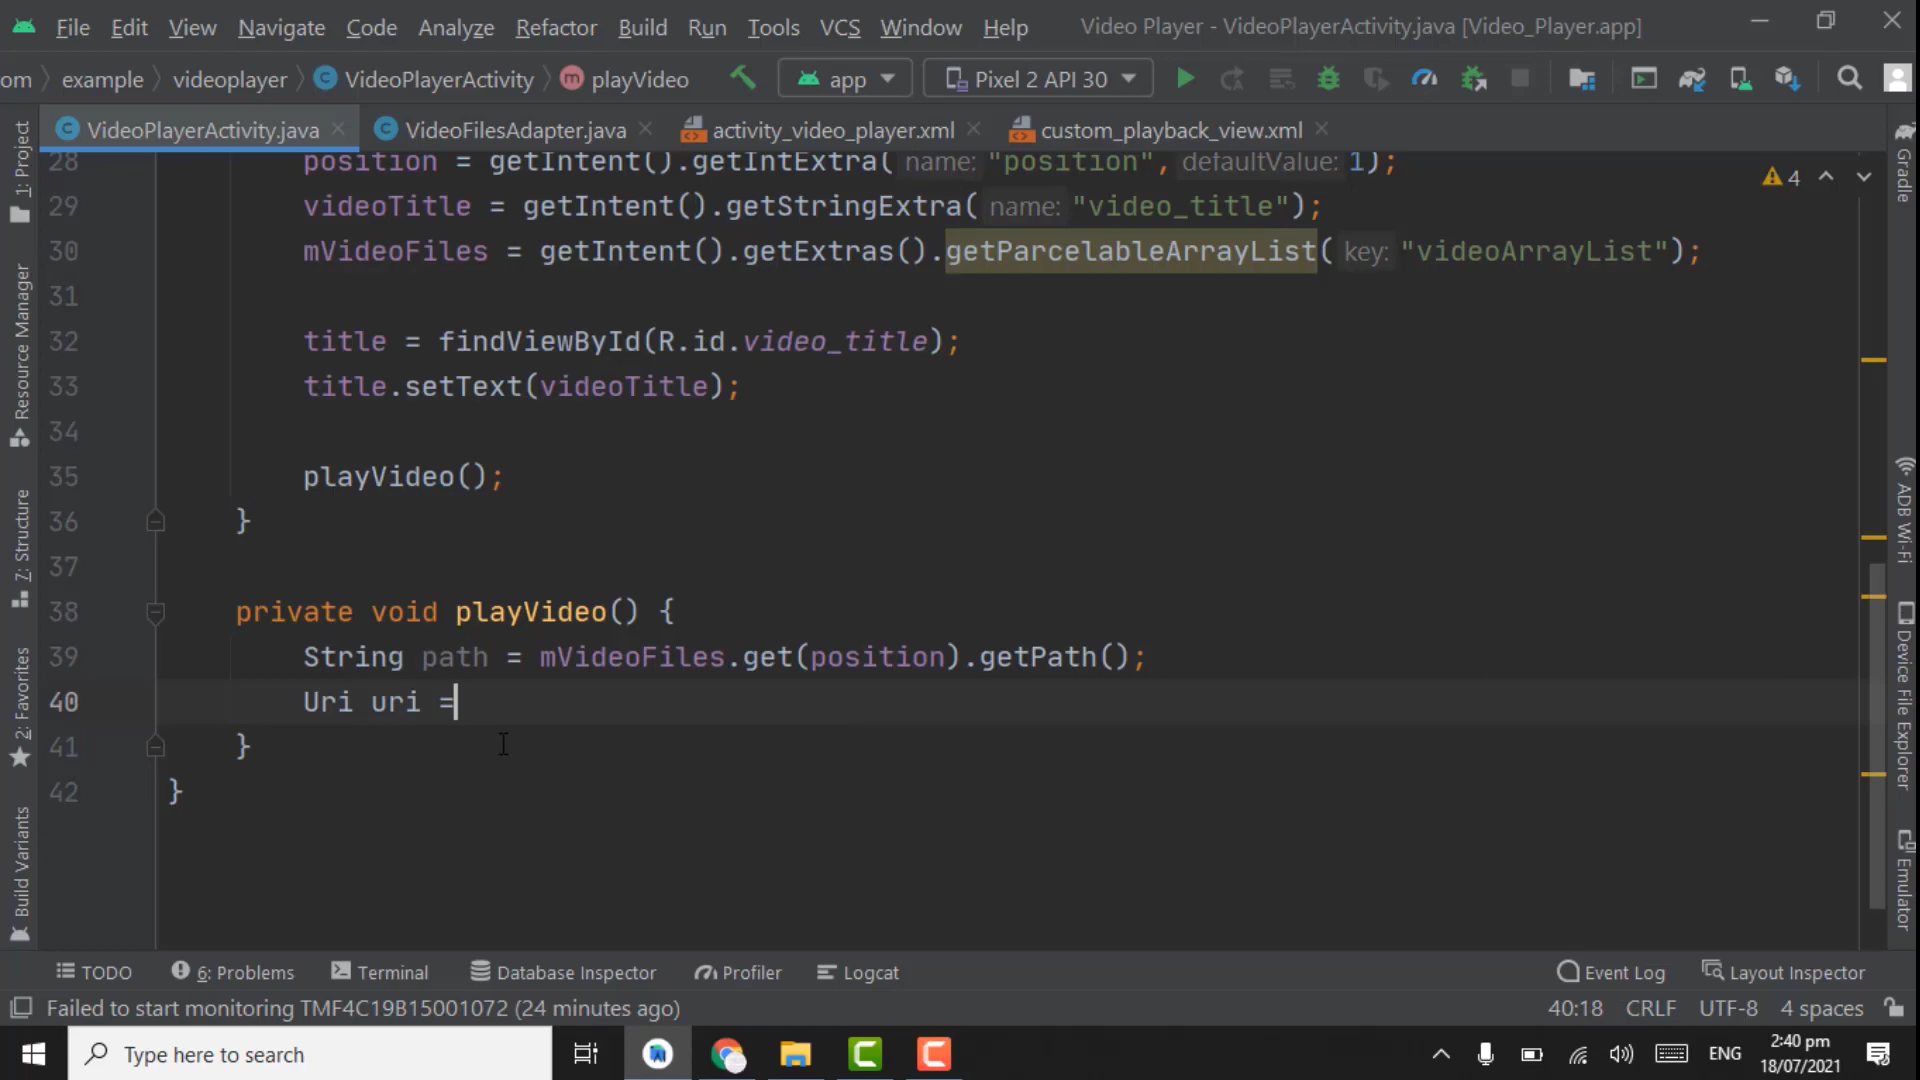 File Edit View Navigate Code Analyze Refactor Build Run Tools VCS Window Help Video Player - VideoPlayerActivity.java [Video_Player.app]
om example videoplayer VideoPlayerActivity playVideo app Pixel 2 API 30
VideoPlayerActivity.java VideoFilesAdapter.java activity_video_player.xml custom_playback_view.xml
28 position = getIntent().getIntExtra( name: "position", defaultValue: 1);
4
29 videoTitle = getIntent().getStringExtra( name: "video_title");
30 mVideoFiles = getIntent().getExtras().getParcelableArrayList( key: "videoArrayList");
31
32 title = findViewById(R.id.video_title);
33 title.setText(videoTitle);
34
35 playVideo();
36 }
37
38 private void playVideo() {
39 String path = mVideoFiles.get(position).getPath();
40 Uri uri =
41 }
42 }
1: Project
Resource Manager
7: Structure
2: Favorites
Build Variants
Gradle
ADB Wi-Fi
Device File Explorer
Emulator
TODO 6: Problems Terminal Database Inspector Profiler Logcat Event Log Layout Inspector
Failed to start monitoring TMF4C19B15001072 (24 minutes ago) 40:18 CRLF UTF-8 4 spaces
Type here to search ENG 2:40 pm
18/07/2021